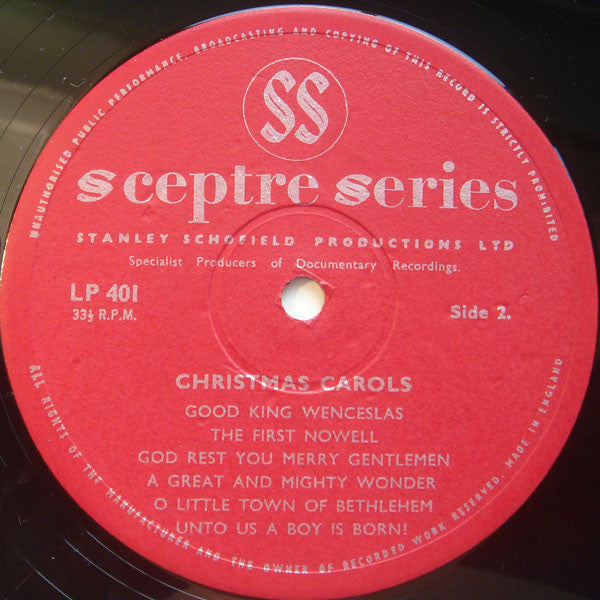 UNAUTHORISED PUBLIC PERFORMANCE, BROADCASTING AND COPYING OF THIS RECORD IS STRICTLY PROHIBITED
SS
Sceptre Series
STANLEY SCHOFIELD PRODUCTIONS LTD
Specialist Producers of Documentary Recordings.
LP 401
33⅓ R.P.M.
Side 2.
CHRISTMAS CAROLS
GOOD KING WENCESLAS
THE FIRST NOWELL
GOD REST YOU MERRY GENTLEMEN
A GREAT AND MIGHTY WONDER
O LITTLE TOWN OF BETHLEHEM
UNTO US A BOY IS BORN!
ALL RIGHTS OF THE MANUFACTURER AND THE OWNER OF RECORDED WORK RESERVED. MADE IN ENGLAND